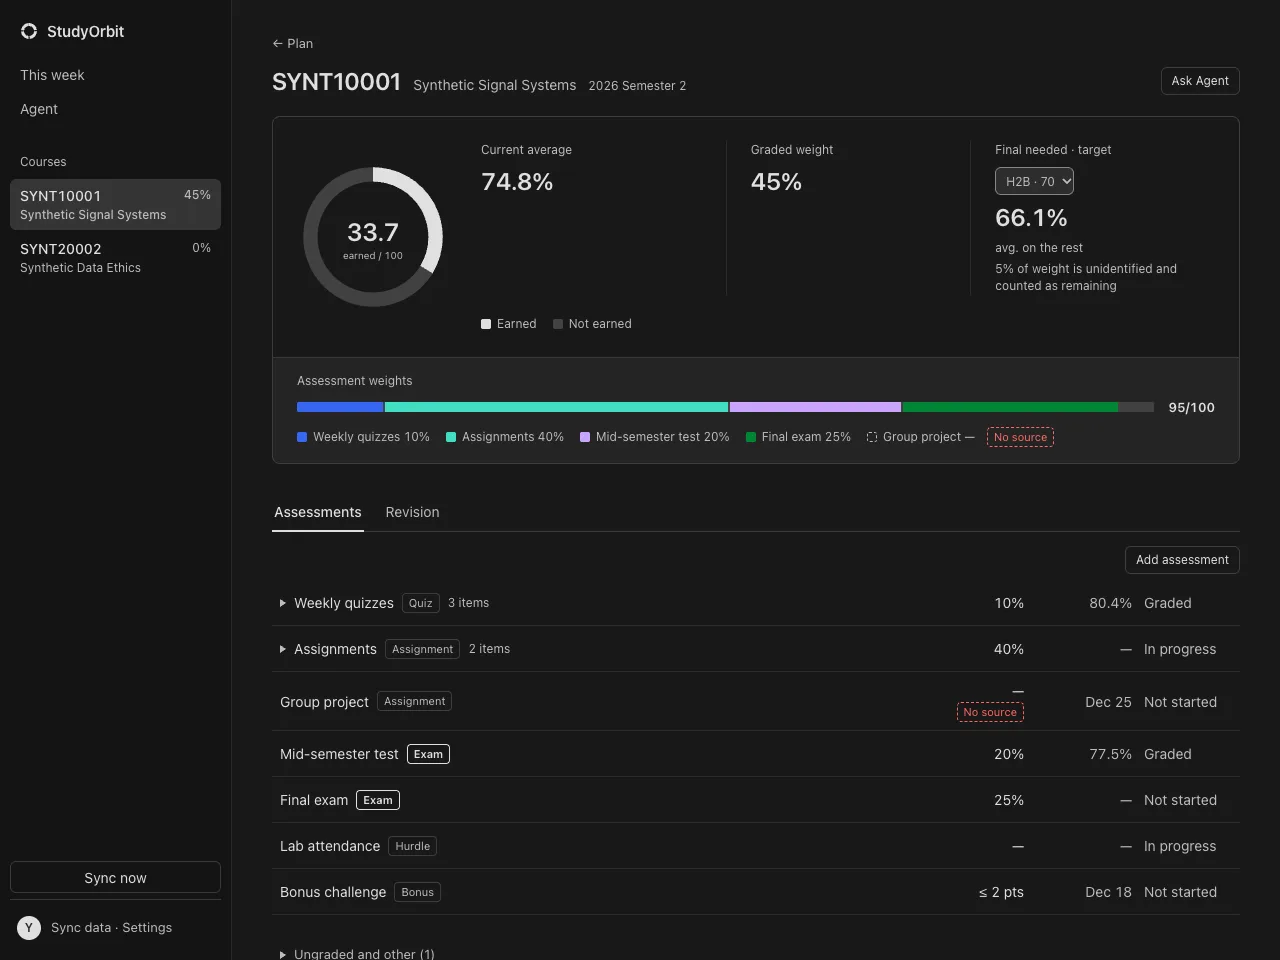 StudyOrbit
This week
Agent
Courses
SYNT10001 45%
Synthetic Signal Systems
SYNT20002 0%
Synthetic Data Ethics
Sync now
Y Sync data · Settings
← Plan
SYNT10001 Synthetic Signal Systems 2026 Semester 2
Ask Agent
33.7
earned / 100
Current average
74.8%
Graded weight
45%
Final needed · target
H2B · 70
66.1%
avg. on the rest
5% of weight is unidentified and
counted as remaining
Earned Not earned
Assessment weights
95/100
Weekly quizzes 10% Assignments 40% Mid-semester test 20% Final exam 25% Group project — No source
Assessments Revision
Add assessment
Weekly quizzes Quiz 3 items 10% 80.4% Graded
Assignments Assignment 2 items 40% — In progress
Group project Assignment — No source Dec 25 Not started
Mid-semester test Exam 20% 77.5% Graded
Final exam Exam 25% — Not started
Lab attendance Hurdle — — In progress
Bonus challenge Bonus ≤ 2 pts Dec 18 Not started
Ungraded and other (1)